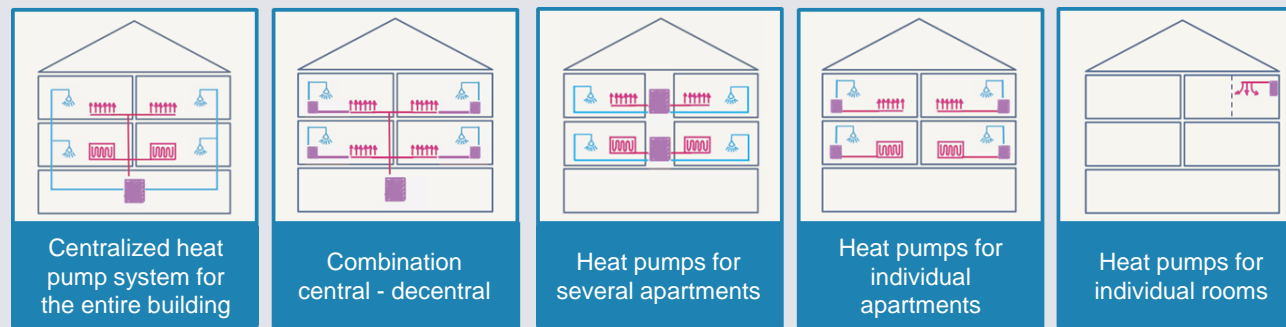 Centralized heat
pump system for
the entire building
Combination
central - decentral
Heat pumps for
several apartments
Heat pumps for
individual
apartments
Heat pumps for
individual rooms